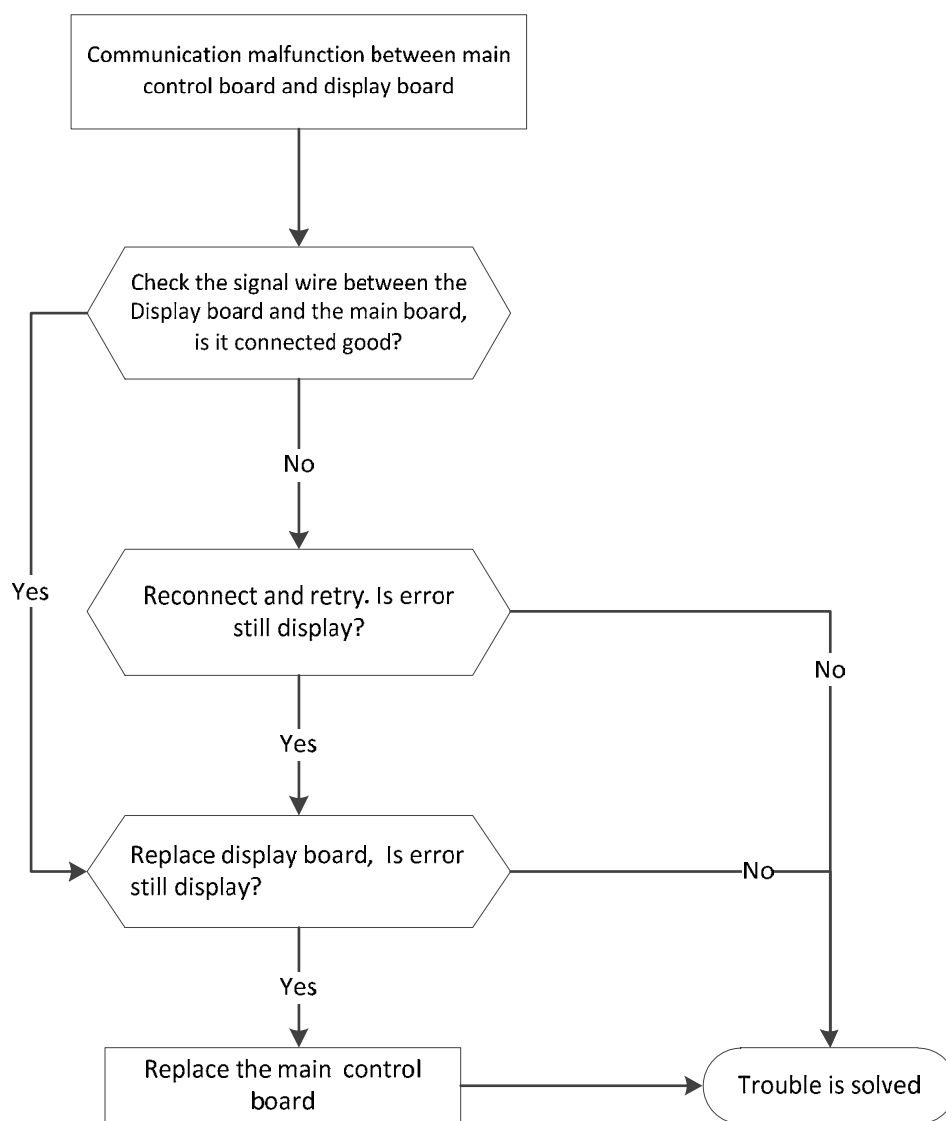 Communication malfunction between main
control board and display board
Check the signal wire between the
Display board and the main board,
is it connected good?
No
Yes
Reconnect and retry. Is error
still display?
No
Yes
Replace display board, Is error
still display?
No
Yes
Replace the main control
board
Trouble is solved